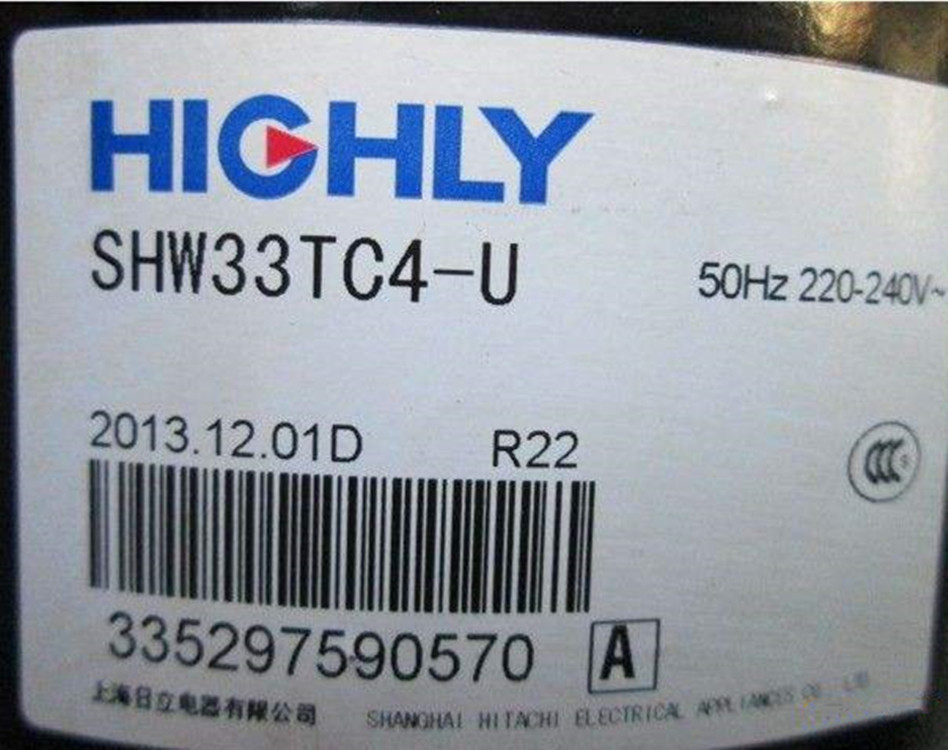 HIGHLY
SHW33TC4-U
50Hz 220-240V~
2013.12.01D R22
CCC S
335297590570 A
上海日立电器有限公司 SHANGHAI HITACHI ELECTRICAL APPLIANCES CO. LTD